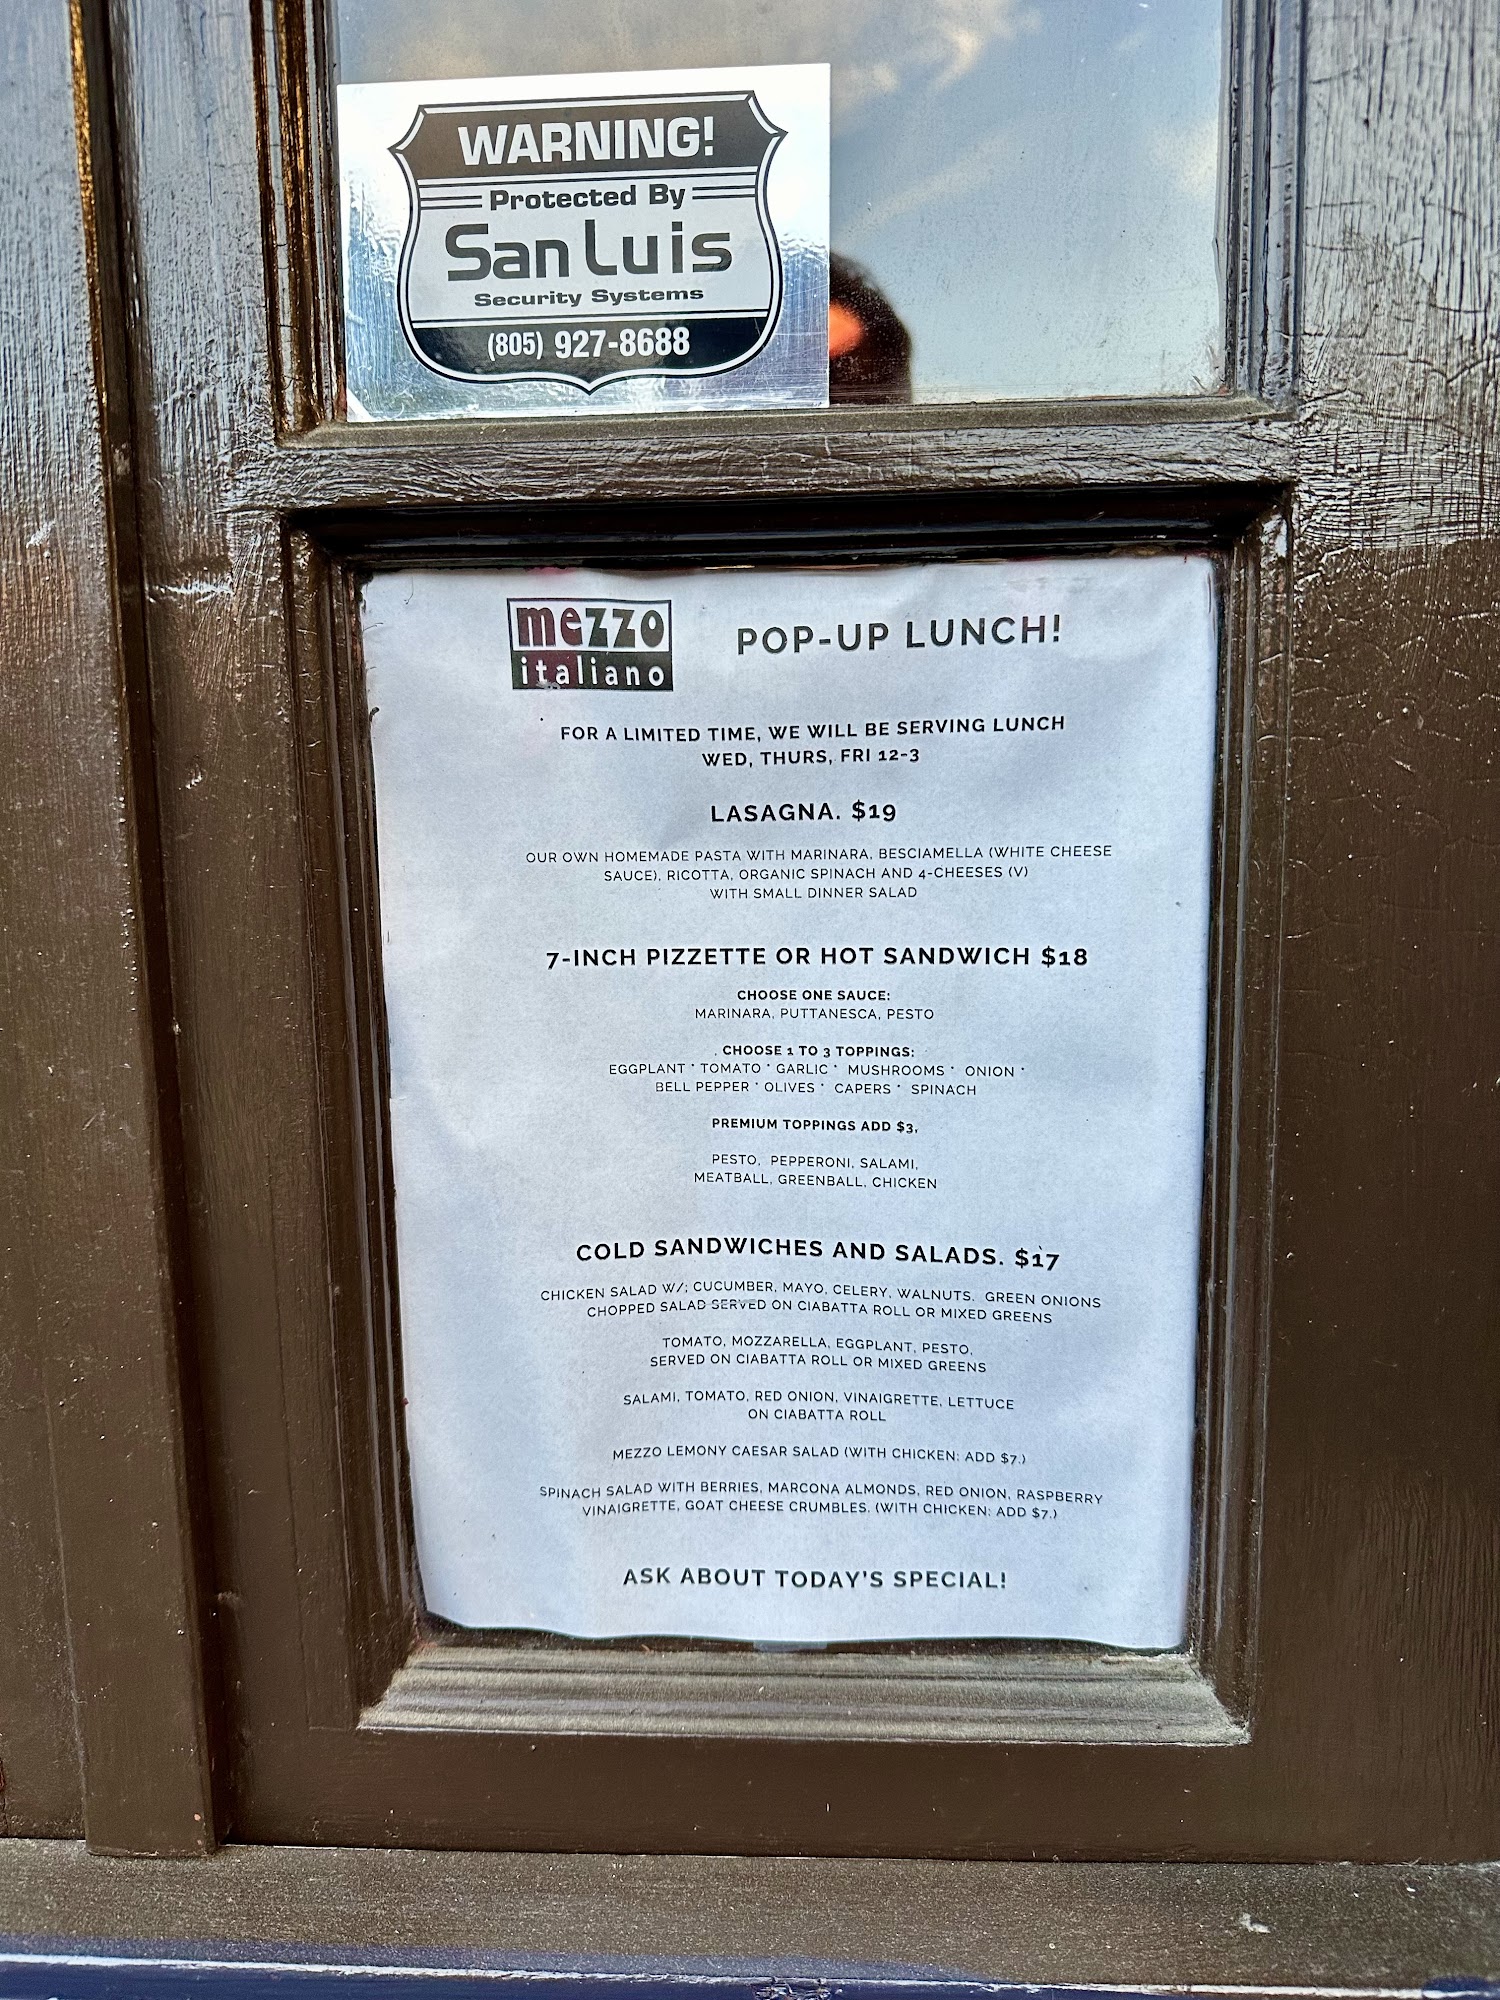 WARNING!
Protected By
San Luis
Security Systems
(805) 927-8688
mezzo
italiano
POP-UP LUNCH!
FOR A LIMITED TIME, WE WILL BE SERVING LUNCH
WED, THURS, FRI 12-3
LASAGNA. $19
OUR OWN HOMEMADE PASTA WITH MARINARA, BESCIAMELLA (WHITE CHEESE
SAUCE), RICOTTA, ORGANIC SPINACH AND 4-CHEESES (V)
WITH SMALL DINNER SALAD
7-INCH PIZZETTE OR HOT SANDWICH $18
CHOOSE ONE SAUCE:
MARINARA, PUTTANESCA, PESTO
. CHOOSE 1 TO 3 TOPPINGS:
EGGPLANT * TOMATO * GARLIC * MUSHROOMS * ONION *
BELL PEPPER * OLIVES * CAPERS * SPINACH
PREMIUM TOPPINGS ADD $3,
PESTO, PEPPERONI, SALAMI,
MEATBALL, GREENBALL, CHICKEN
COLD SANDWICHES AND SALADS. $17
CHICKEN SALAD W/; CUCUMBER, MAYO, CELERY, WALNUTS. GREEN ONIONS
CHOPPED SALAD SERVED ON CIABATTA ROLL OR MIXED GREENS
TOMATO, MOZZARELLA, EGGPLANT, PESTO,
SERVED ON CIABATTA ROLL OR MIXED GREENS
SALAMI, TOMATO, RED ONION, VINAIGRETTE, LETTUCE
ON CIABATTA ROLL
MEZZO LEMONY CAESAR SALAD (WITH CHICKEN: ADD $7.)
SPINACH SALAD WITH BERRIES, MARCONA ALMONDS, RED ONION, RASPBERRY
VINAIGRETTE, GOAT CHEESE CRUMBLES. (WITH CHICKEN: ADD $7.)
ASK ABOUT TODAY'S SPECIAL!